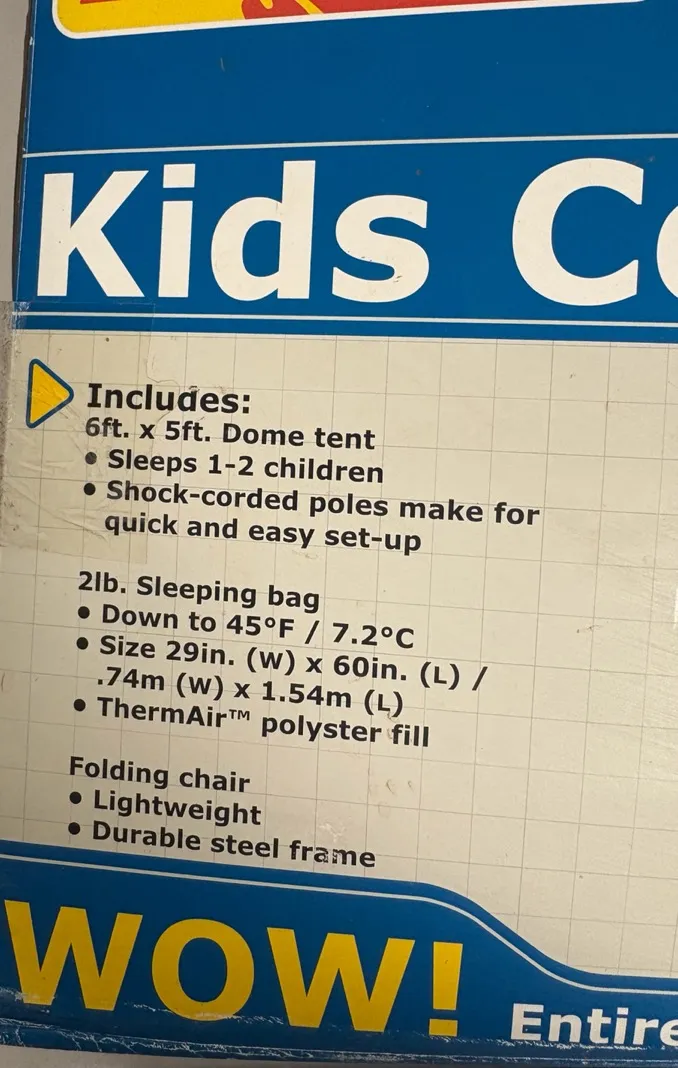 Kids Co
Includes:
6ft. x 5ft. Dome tent
• Sleeps 1-2 children
• Shock-corded poles make for
quick and easy set-up
2lb. Sleeping bag
• Down to 45°F / 7.2°C
• Size 29in. (W) x 60in. (L) /
.74m (W) x 1.54m (L)
• ThermAir™ polyster fill
Folding chair
• Lightweight
• Durable steel frame
WOW! Entire